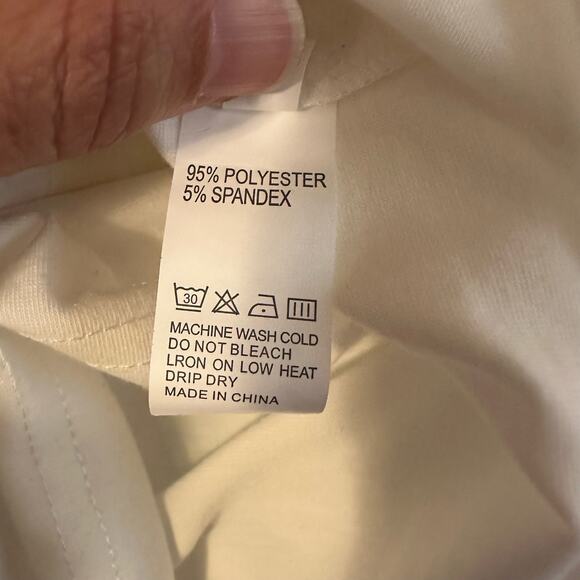 95% POLYESTER
5% SPANDEX
30
MACHINE WASH COLD
DO NOT BLEACH
LRON ON LOW HEAT
DRIP DRY
MADE IN CHINA